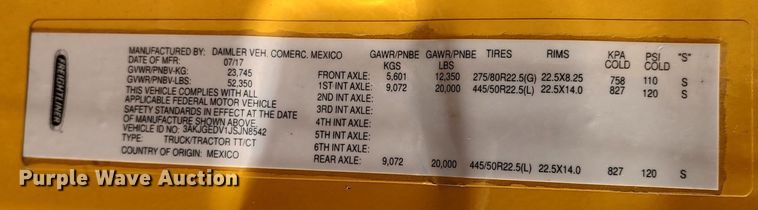 FREIGHTLINER
MANUFACTURED BY: DAIMLER VEH. COMERC. MEXICO
DATE OF MFR: 07/17
GVWR/PNBV-KG: 23,745
GVWR/PNBV-LBS: 52,350
THIS VEHICLE COMPLIES WITH ALL
APPLICABLE FEDERAL MOTOR VEHICLE
SAFETY STANDARDS IN EFFECT AT THE DATE
OF MANUFACTURE SHOWN ABOVE.
VEHICLE ID: 3AKJGEDV1JSJN8542
TYPE: TRUCK/TRACTOR TT/CT
COUNTRY OF ORIGIN: MEXICO
GAWR/PNBE GAWR/PNBE TIRES RIMS KPA PSI "S"
KGS LBS COLD COLD
FRONT AXLE: 5,601 12,350 275/80R22.5(G) 22.5X8.25 758 110 S
1ST INT AXLE: 9,072 20,000 445/50R22.5(L) 22.5X14.0 827 120 S
2ND INT AXLE:
3RD INT AXLE:
4TH INT AXLE:
5TH INT AXLE:
6TH INT AXLE:
REAR AXLE: 9,072 20,000 445/50R22.5(L) 22.5X14.0 827 120 S
Purple Wave Auction